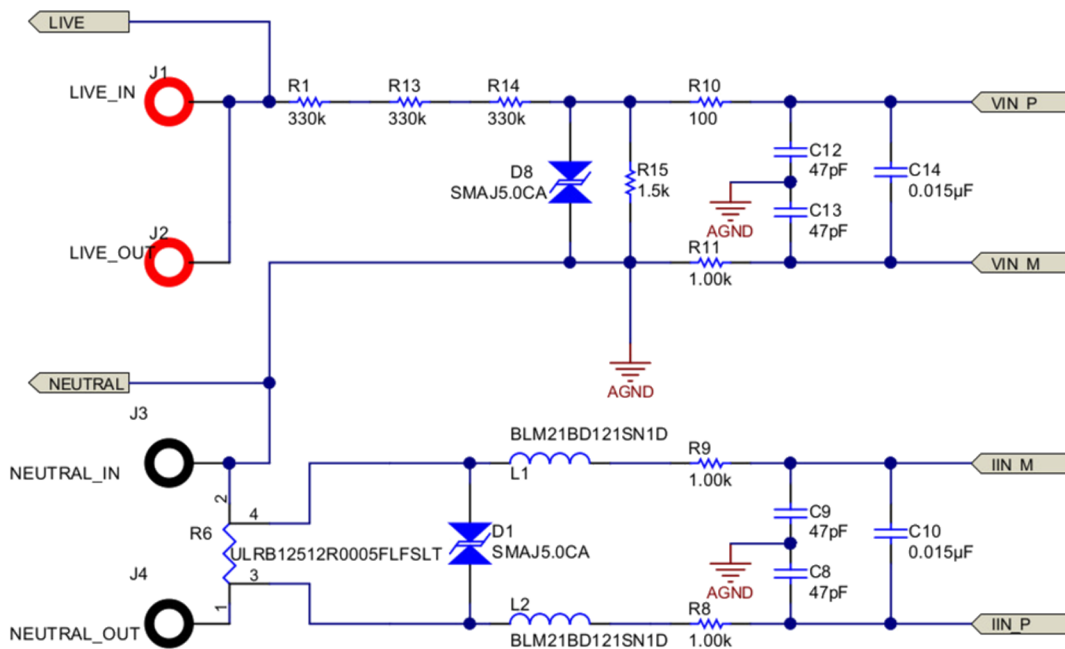 LIVE
J1
LIVE_IN
R1
330k
R13
330k
R14
330k
R10
100
VIN_P
D8
SMAJ5.0CA
R15
1.5k
C12
47pF
C14
0.015µF
AGND
C13
47pF
J2
LIVE_OUT
R11
1.00k
VIN_M
AGND
NEUTRAL
J3
NEUTRAL_IN
BLM21BD121SN1D
L1
R9
1.00k
IIN_M
2
4
R6
ULRB12512R0005FLFSLT
D1
SMAJ5.0CA
C9
47pF
C10
0.015µF
AGND
C8
47pF
3
1
J4
NEUTRAL_OUT
L2
BLM21BD121SN1D
R8
1.00k
IIN_P